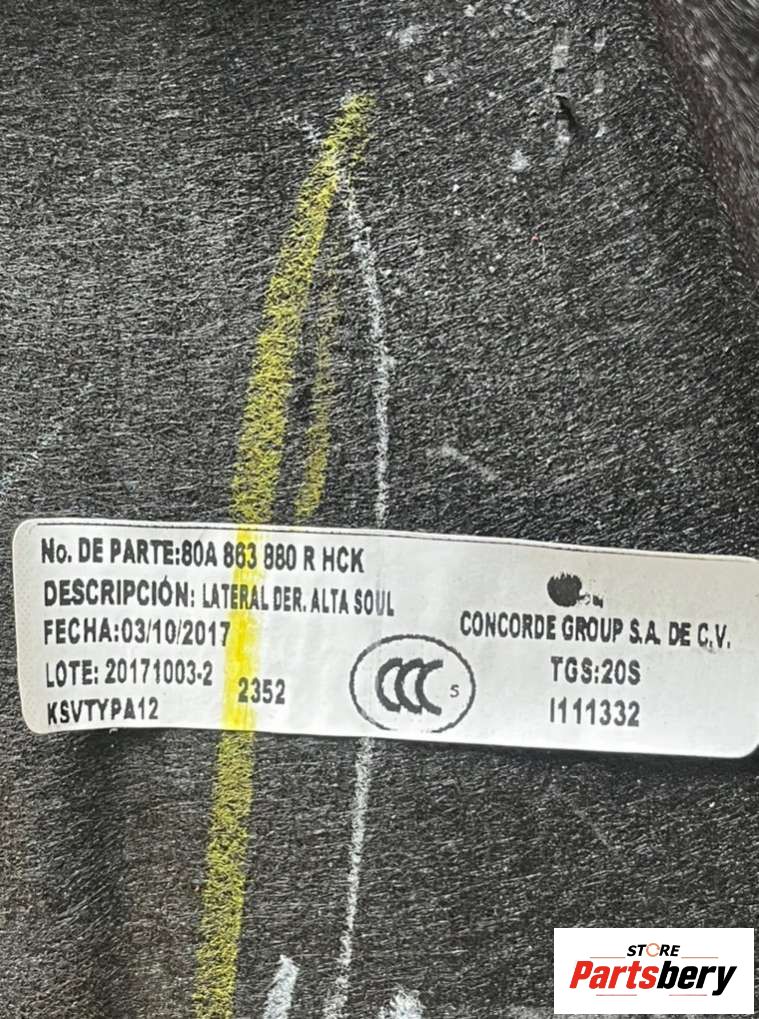 No. DE PARTE:80A 863 880 R HCK
DESCRIPCIÓN: LATERAL DER. ALTA SOUL
FECHA:03/10/2017
LOTE: 20171003-2 2352
KSVTYPA12
CCC S
CONCORDE GROUP S.A. DE C.V.
TGS:20S
I111332
STORE
Partsbery